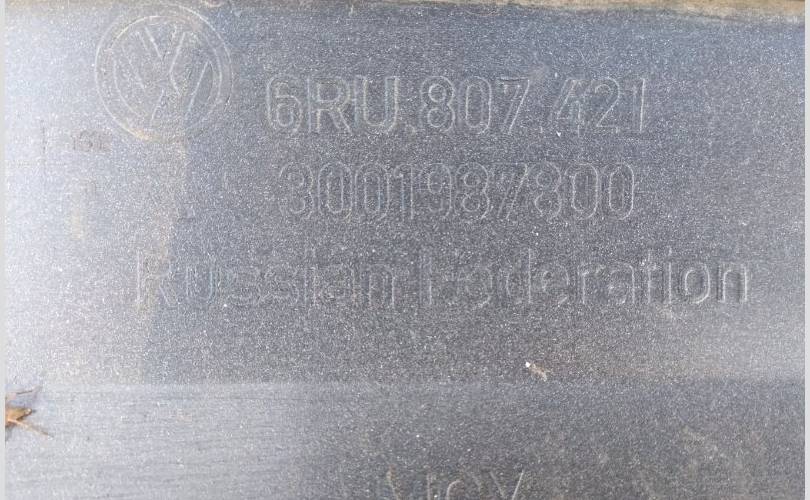 6RU.807.421
3001987800
Russian Federation